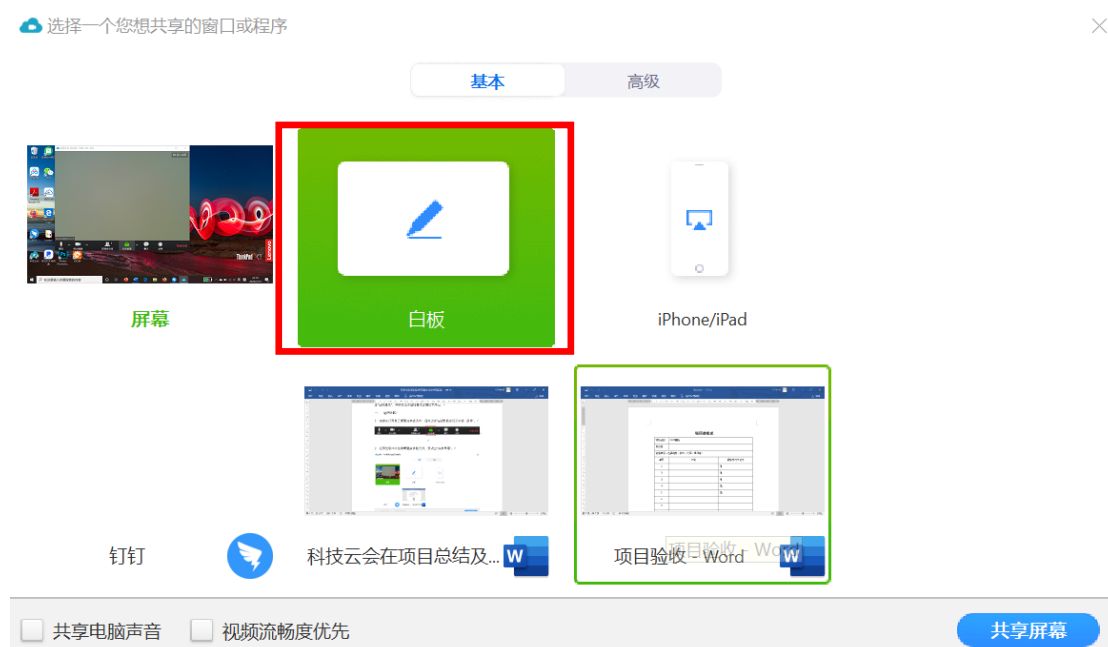 选择一个您想共享的窗口或程序
基本
高级
屏幕
白板
iPhone/iPad
钉钉
科技云会在项目总结及...
项目验收 - Word
共享电脑声音
视频流畅度优先
共享屏幕